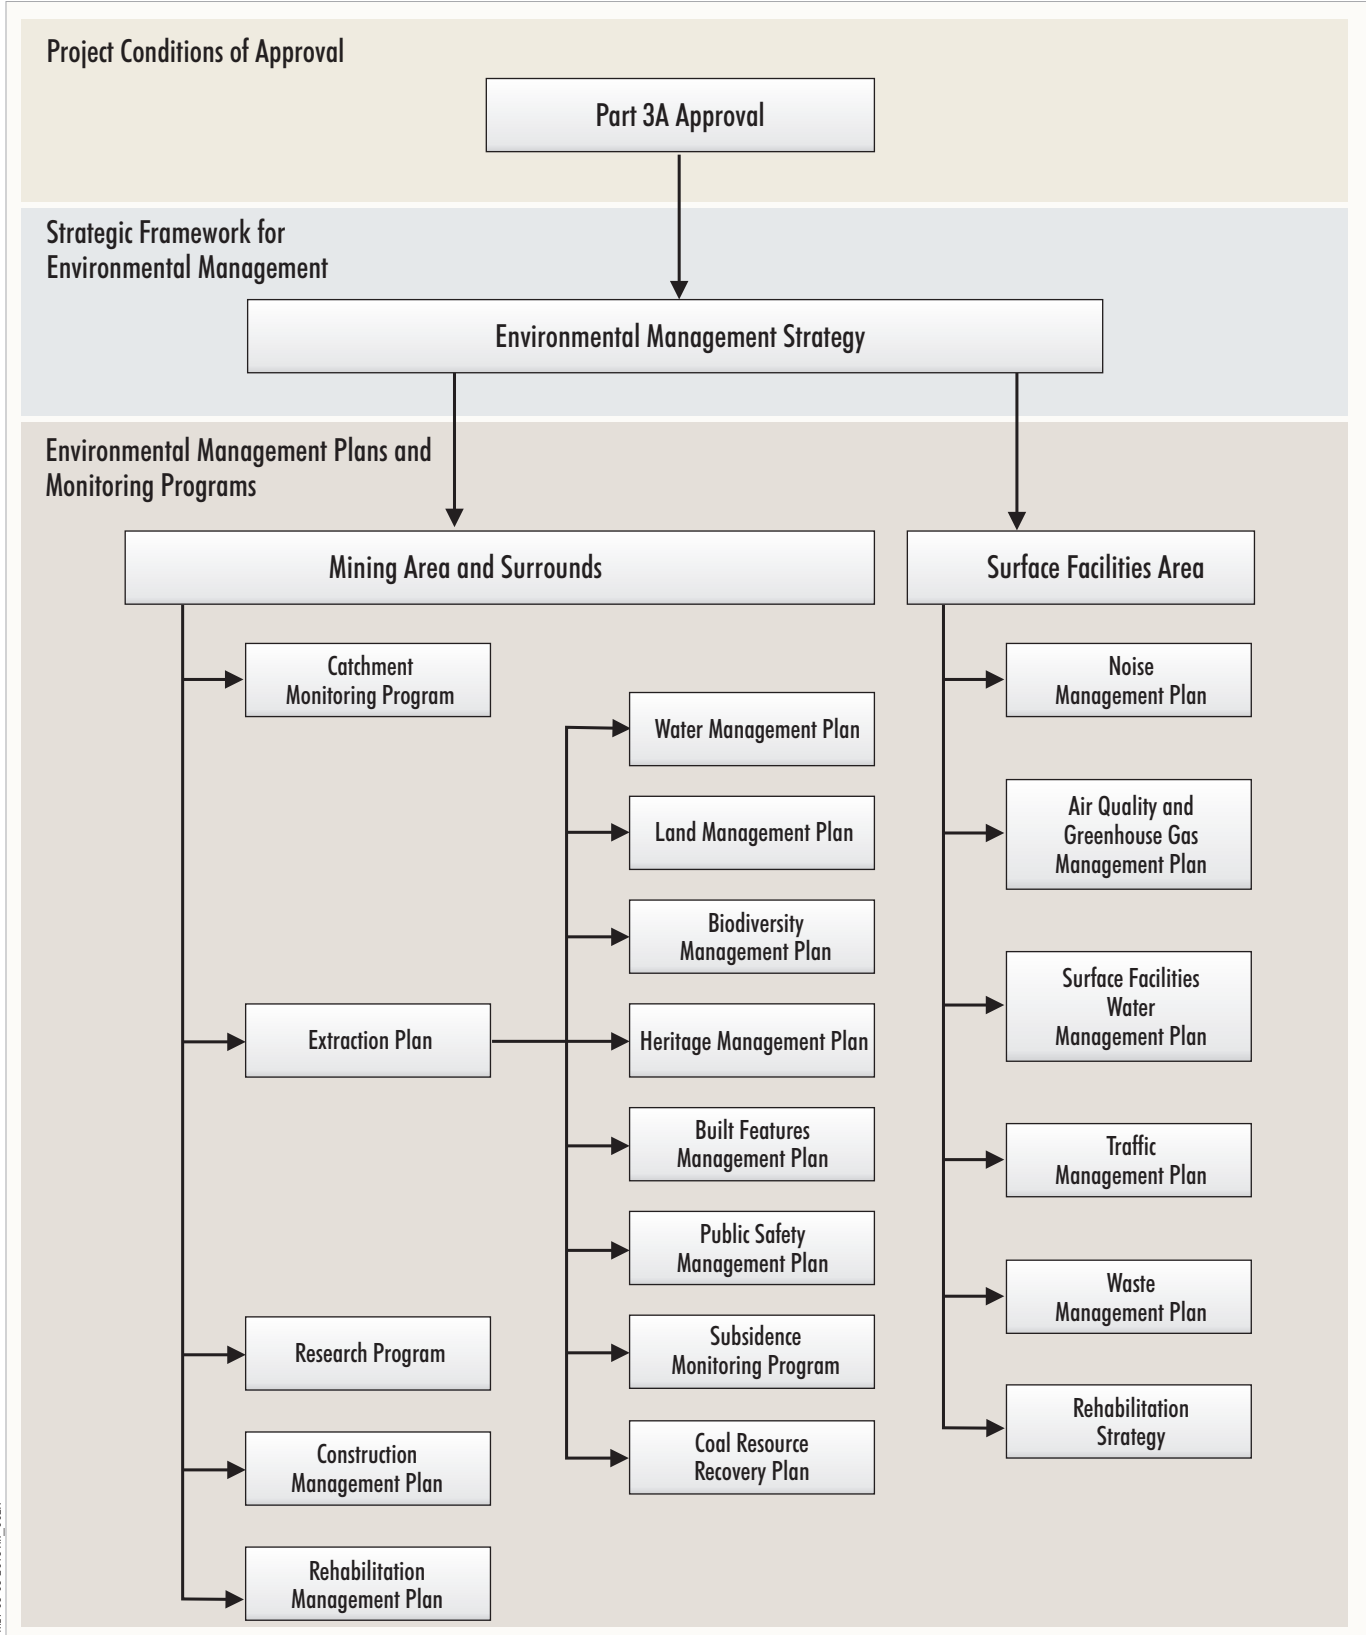 Project Conditions of Approval
Part 3A Approval
Strategic Framework for
Environmental Management
Environmental Management Strategy
Environmental Management Plans and
Monitoring Programs
Mining Area and Surrounds
Surface Facilities Area
Catchment
Monitoring Program
Extraction Plan
Research Program
Construction
Management Plan
Rehabilitation
Management Plan
Water Management Plan
Land Management Plan
Biodiversity
Management Plan
Heritage Management Plan
Built Features
Management Plan
Public Safety
Management Plan
Subsidence
Monitoring Program
Coal Resource
Recovery Plan
Noise
Management Plan
Air Quality and
Greenhouse Gas
Management Plan
Surface Facilities
Water
Management Plan
Traffic
Management Plan
Waste
Management Plan
Rehabilitation
Strategy